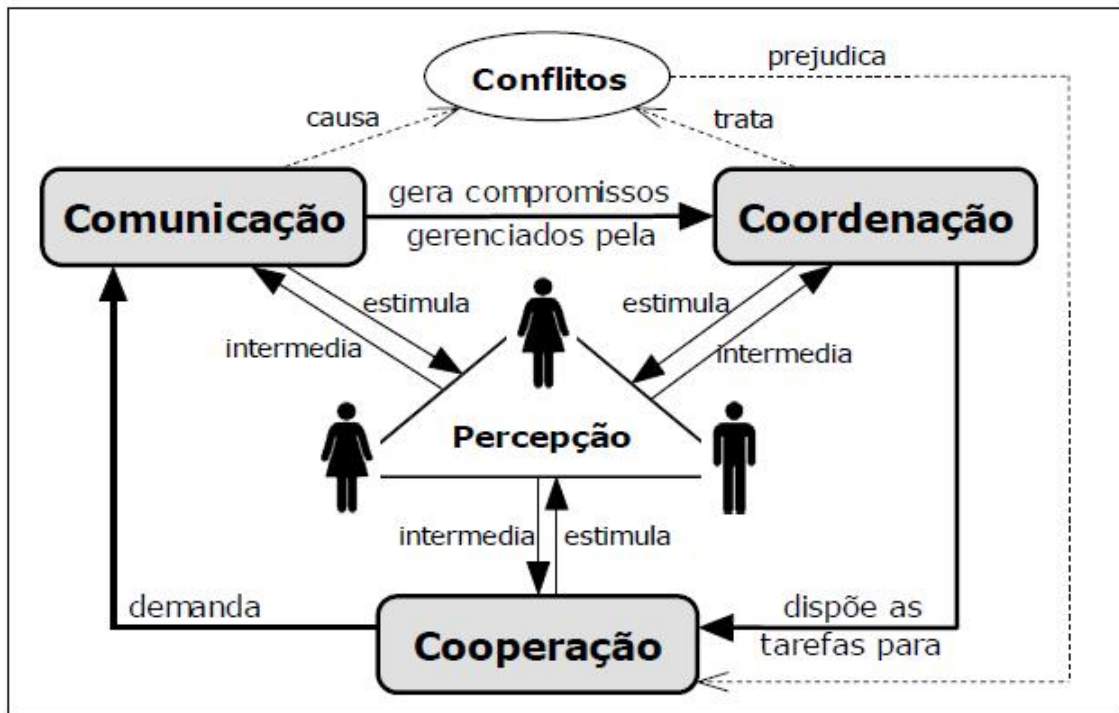 prejudica
Conflitos
causa
trata
Comunicação
gera compromissos
gerenciados pela
Coordenação
estimula
intermedia
estimula
intermedia
Percepção
intermedia
estimula
demanda
Cooperação
dispõe as
tarefas para